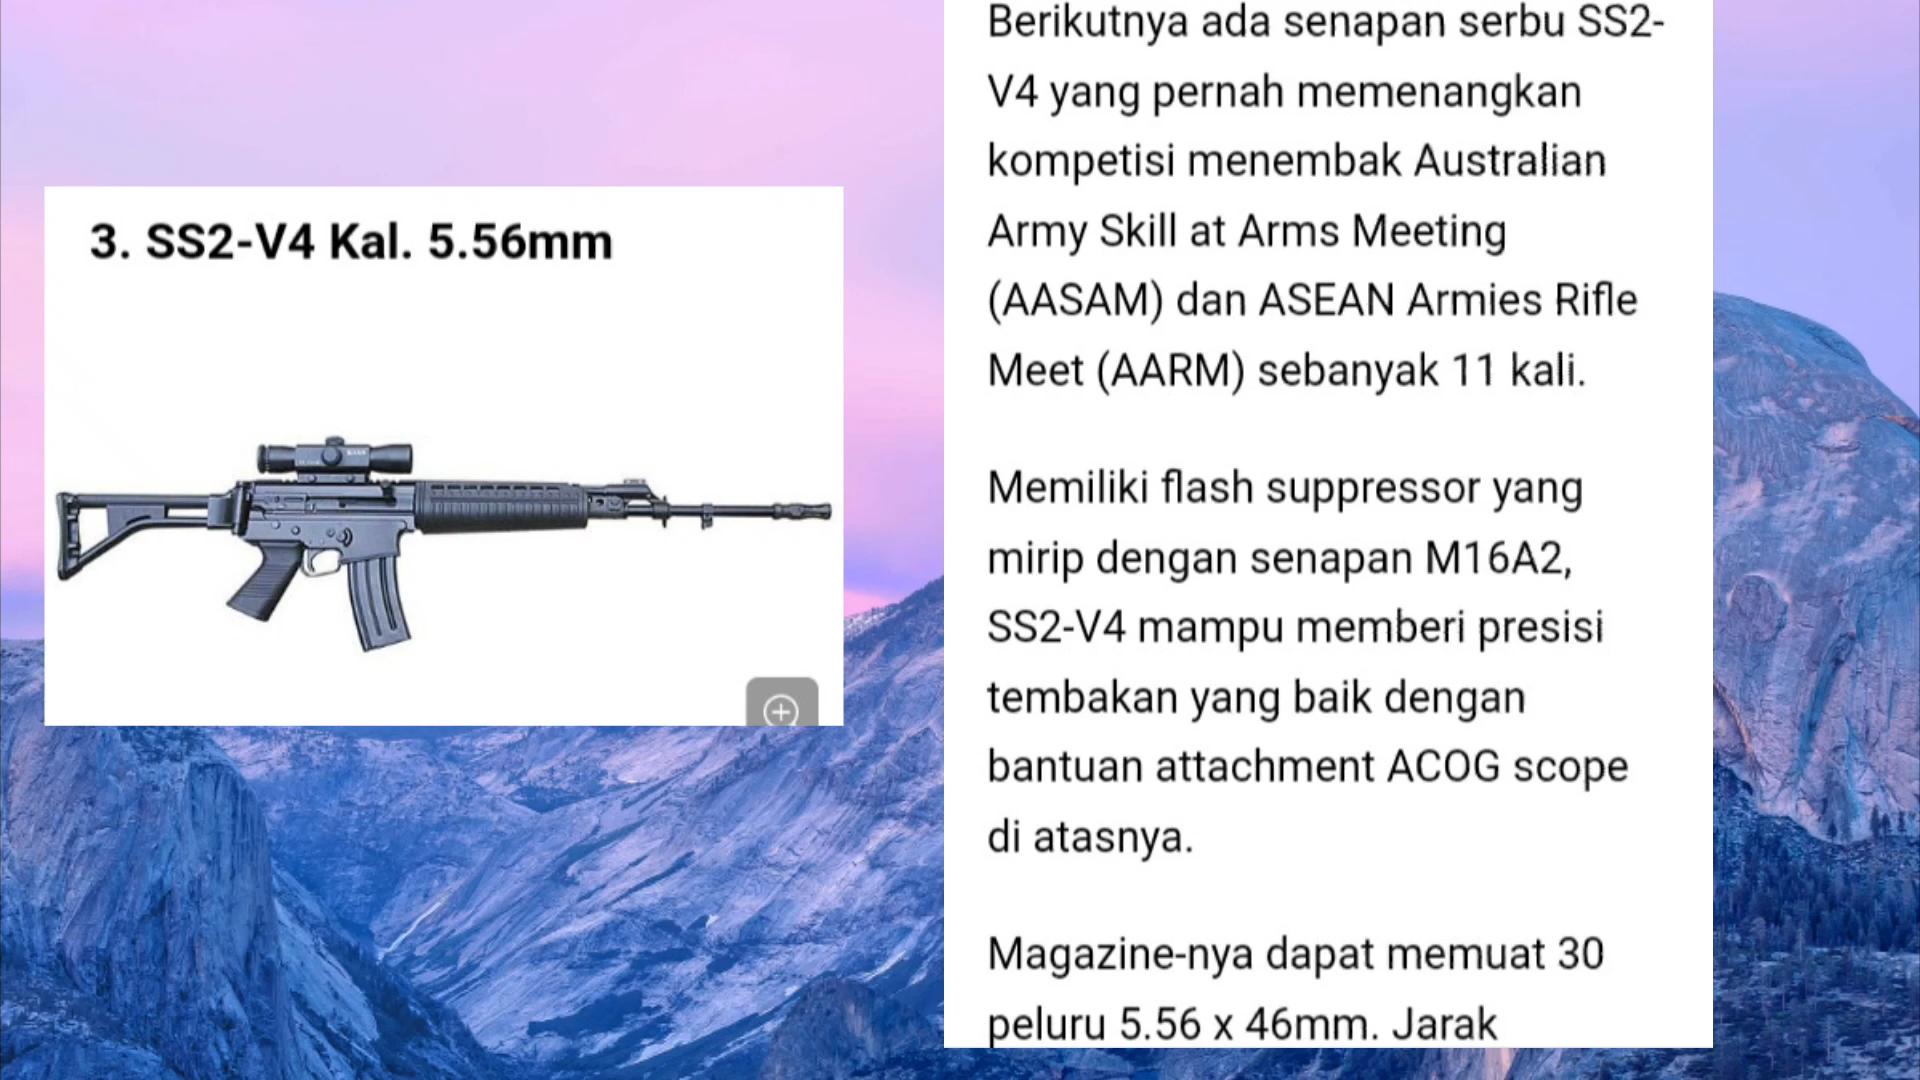 3. SS2-V4 Kal. 5.56mm
Berikutnya ada senapan serbu SS2-
V4 yang pernah memenangkan
kompetisi menembak Australian
Army Skill at Arms Meeting
(AASAM) dan ASEAN Armies Rifle
Meet (AARM) sebanyak 11 kali.
Memiliki flash suppressor yang
mirip dengan senapan M16A2,
SS2-V4 mampu memberi presisi
tembakan yang baik dengan
bantuan attachment ACOG scope
di atasnya.
Magazine-nya dapat memuat 30
peluru 5.56 x 46mm. Jarak